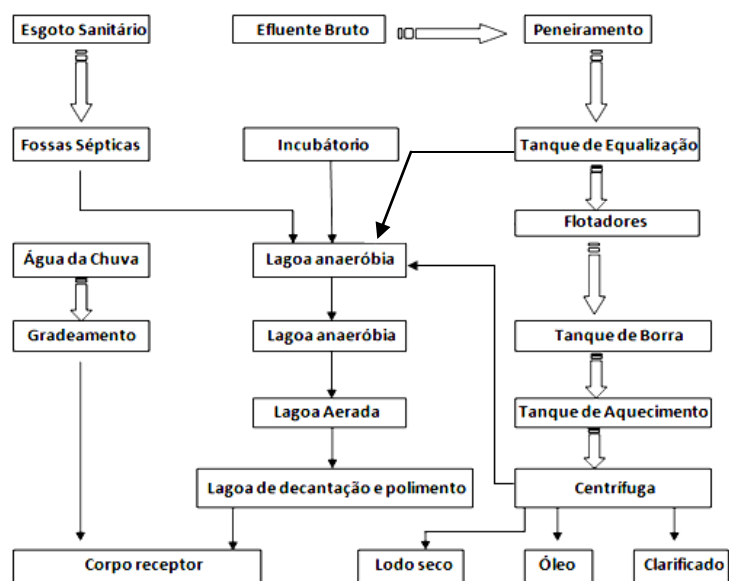 Esgoto Sanitário
Efluente Bruto
Peneiramento
Fossas Sépticas
Incubátorio
Tanque de Equalização
Flotadores
Água da Chuva
Lagoa anaeróbia
Gradeamento
Lagoa anaeróbia
Tanque de Borra
Lagoa Aerada
Tanque de Aquecimento
Lagoa de decantação e polimento
Centrífuga
Corpo receptor
Lodo seco
Óleo
Clarificado